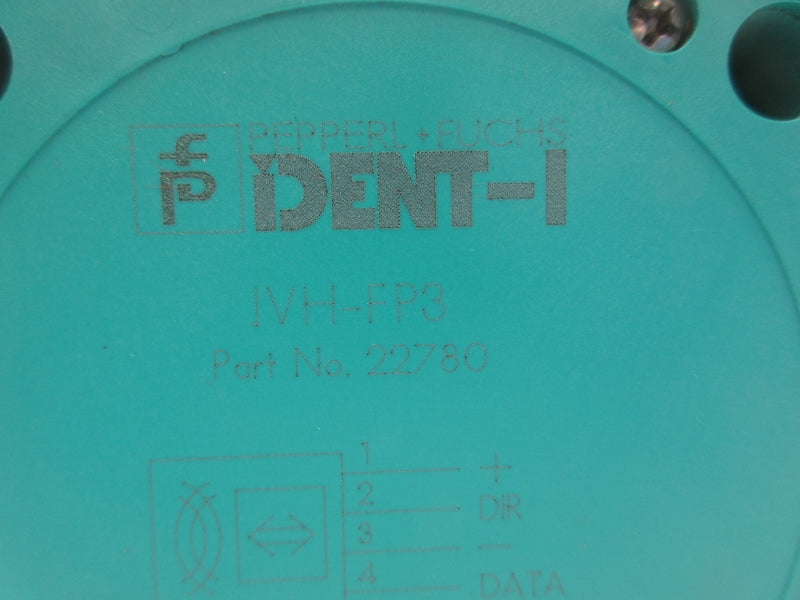 PEPPERL + FUCHS
IDENT-I
IVH-FP3
Part No. 22780
1 +
2 DIR
3 −
4 DATA